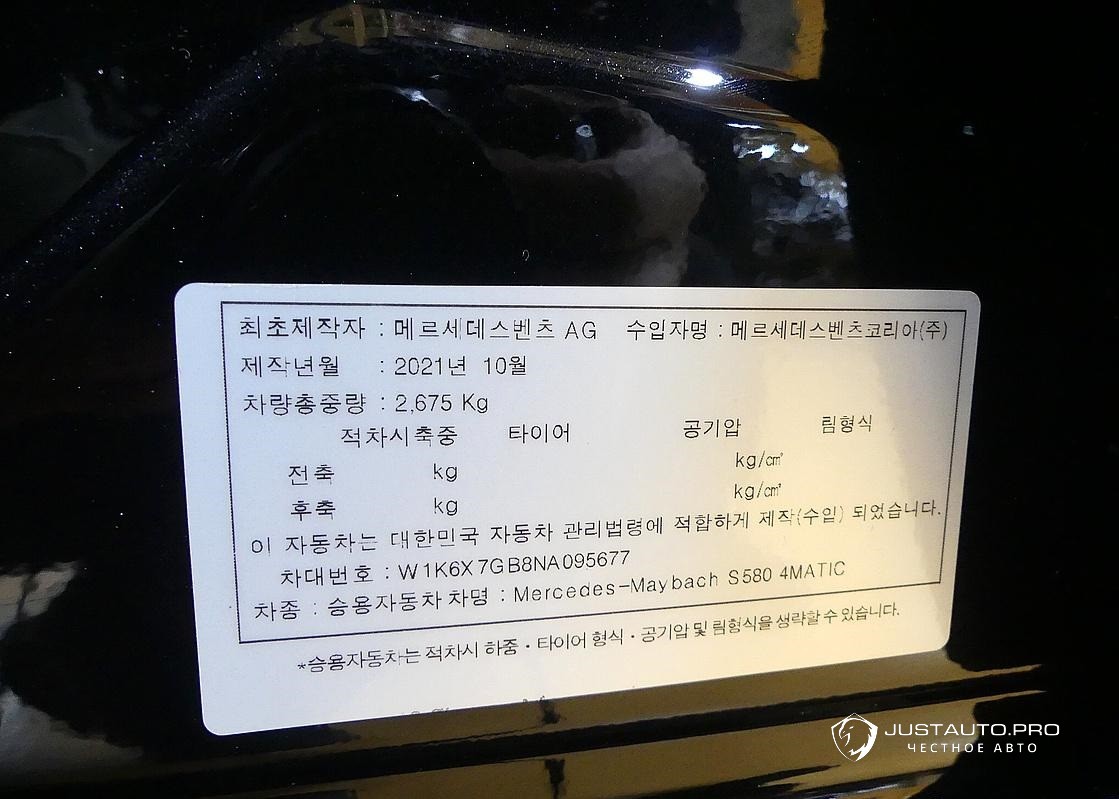 최초제작자 : 메르세데스벤츠 AG 수입자명 : 메르세데스벤츠코리아(주)
제작년월 : 2021년 10월
차량총중량 : 2,675 Kg
적차시축중 타이어 공기압 림형식
전축 kg kg/㎠
후축 kg kg/㎠
이 자동차는 대한민국 자동차 관리법령에 적합하게 제작(수입) 되었습니다.
차대번호 : W1K6X7GB8NA095677
차종 : 승용자동차 차명 : Mercedes-Maybach S580 4MATIC
*승용자동차는 적차시 하중·타이어 형식·공기압 및 림형식을 생략할 수 있습니다.
JUSTAUTO.PRO
ЧЕСТНОЕ АВТО